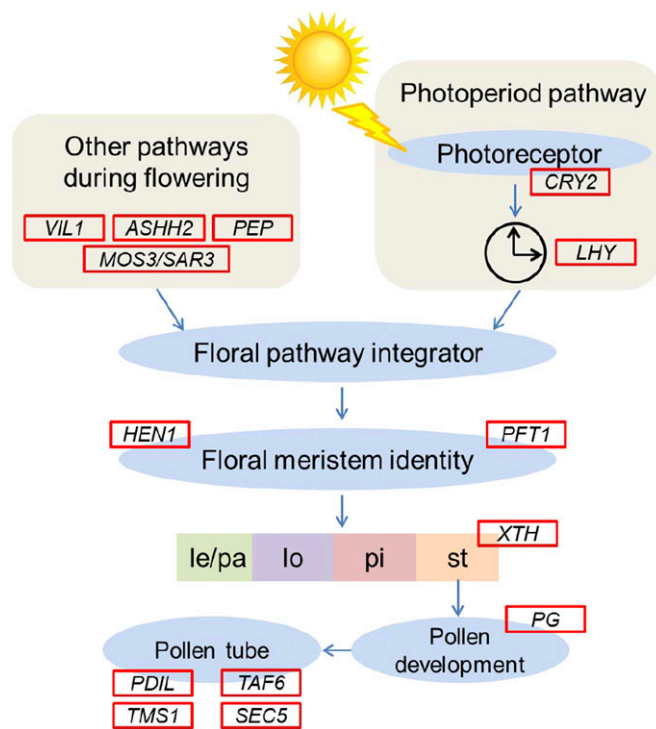 Photoperiod pathway
Photoreceptor
CRY2
LHY
Other pathways
during flowering
VIL1 ASHH2 PEP
MOS3/SAR3
Floral pathway integrator
HEN1 PFT1
Floral meristem identity
XTH
le/pa lo pi st
PG
Pollen
development
Pollen tube
PDIL TAF6
TMS1 SEC5